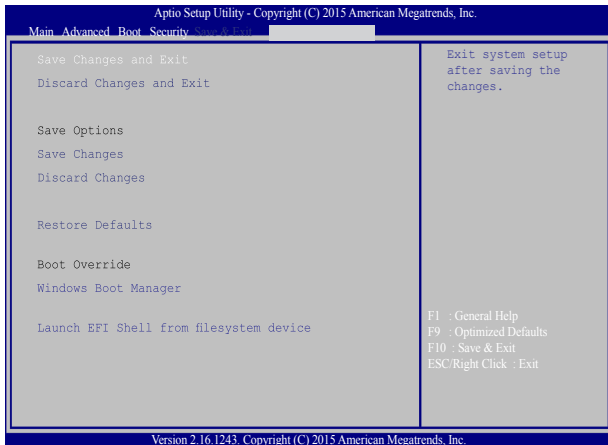 Aptio Setup Utility - Copyright (C) 2015 American Megatrends, Inc.
Main Advanced Boot Security Save & Exit
Save Changes and Exit
Discard Changes and Exit
Save Options
Save Changes
Discard Changes
Restore Defaults
Boot Override
Windows Boot Manager
Launch EFI Shell from filesystem device
Exit system setup
after saving the
changes.
F1 : General Help
F9 : Optimized Defaults
F10 : Save & Exit
ESC/Right Click : Exit
Version 2.16.1243. Copyright (C) 2015 American Megatrends, Inc.